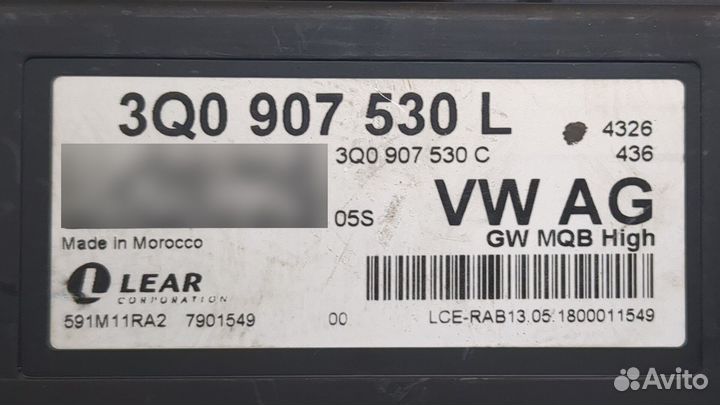 3Q0 907 530 L
4326
3Q0 907 530 C
436
05S
VW AG
Made in Morocco
GW MQB High
LEAR
CORPORATION
591M11RA2 7901549 00 LCE-RAB13.05.1800011549
Avito